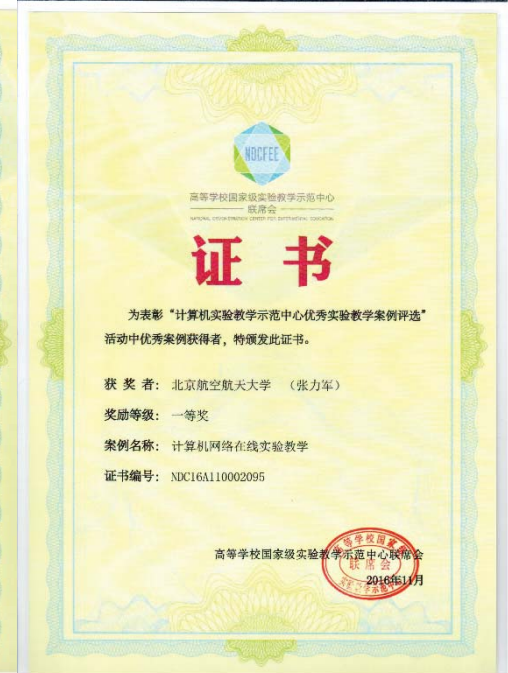 NDCFEE
高等学校国家级实验教学示范中心
联席会
证书
为表彰“计算机实验教学示范中心优秀实验教学案例评选”
活动中优秀案例获得者，特颁发此证书。
获奖者： 北京航空航天大学 （张力军）
奖励等级： 一等奖
案例名称： 计算机网络在线实验教学
证书编号： NDC16A110002095
高等学校国家级实验教学示范中心联席会
联席会
2016年11月